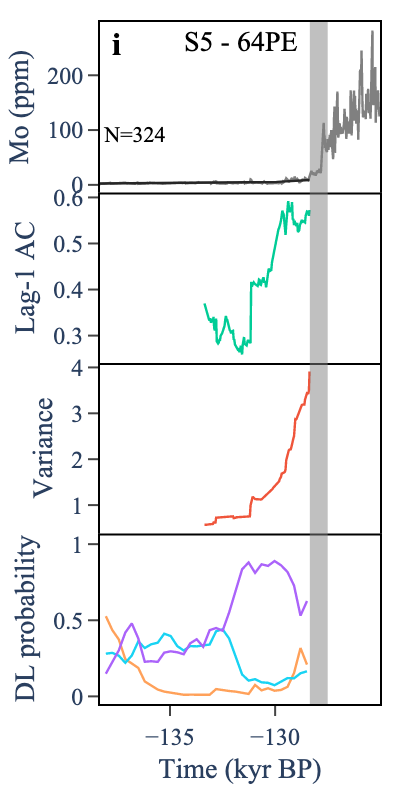 i S5 - 64PE
Mo (ppm)
200
100
0
N=324
Lag-1 AC
0.6
0.5
0.4
0.3
Variance
4
3
2
1
DL probability
1
0.5
0
−135 −130
Time (kyr BP)